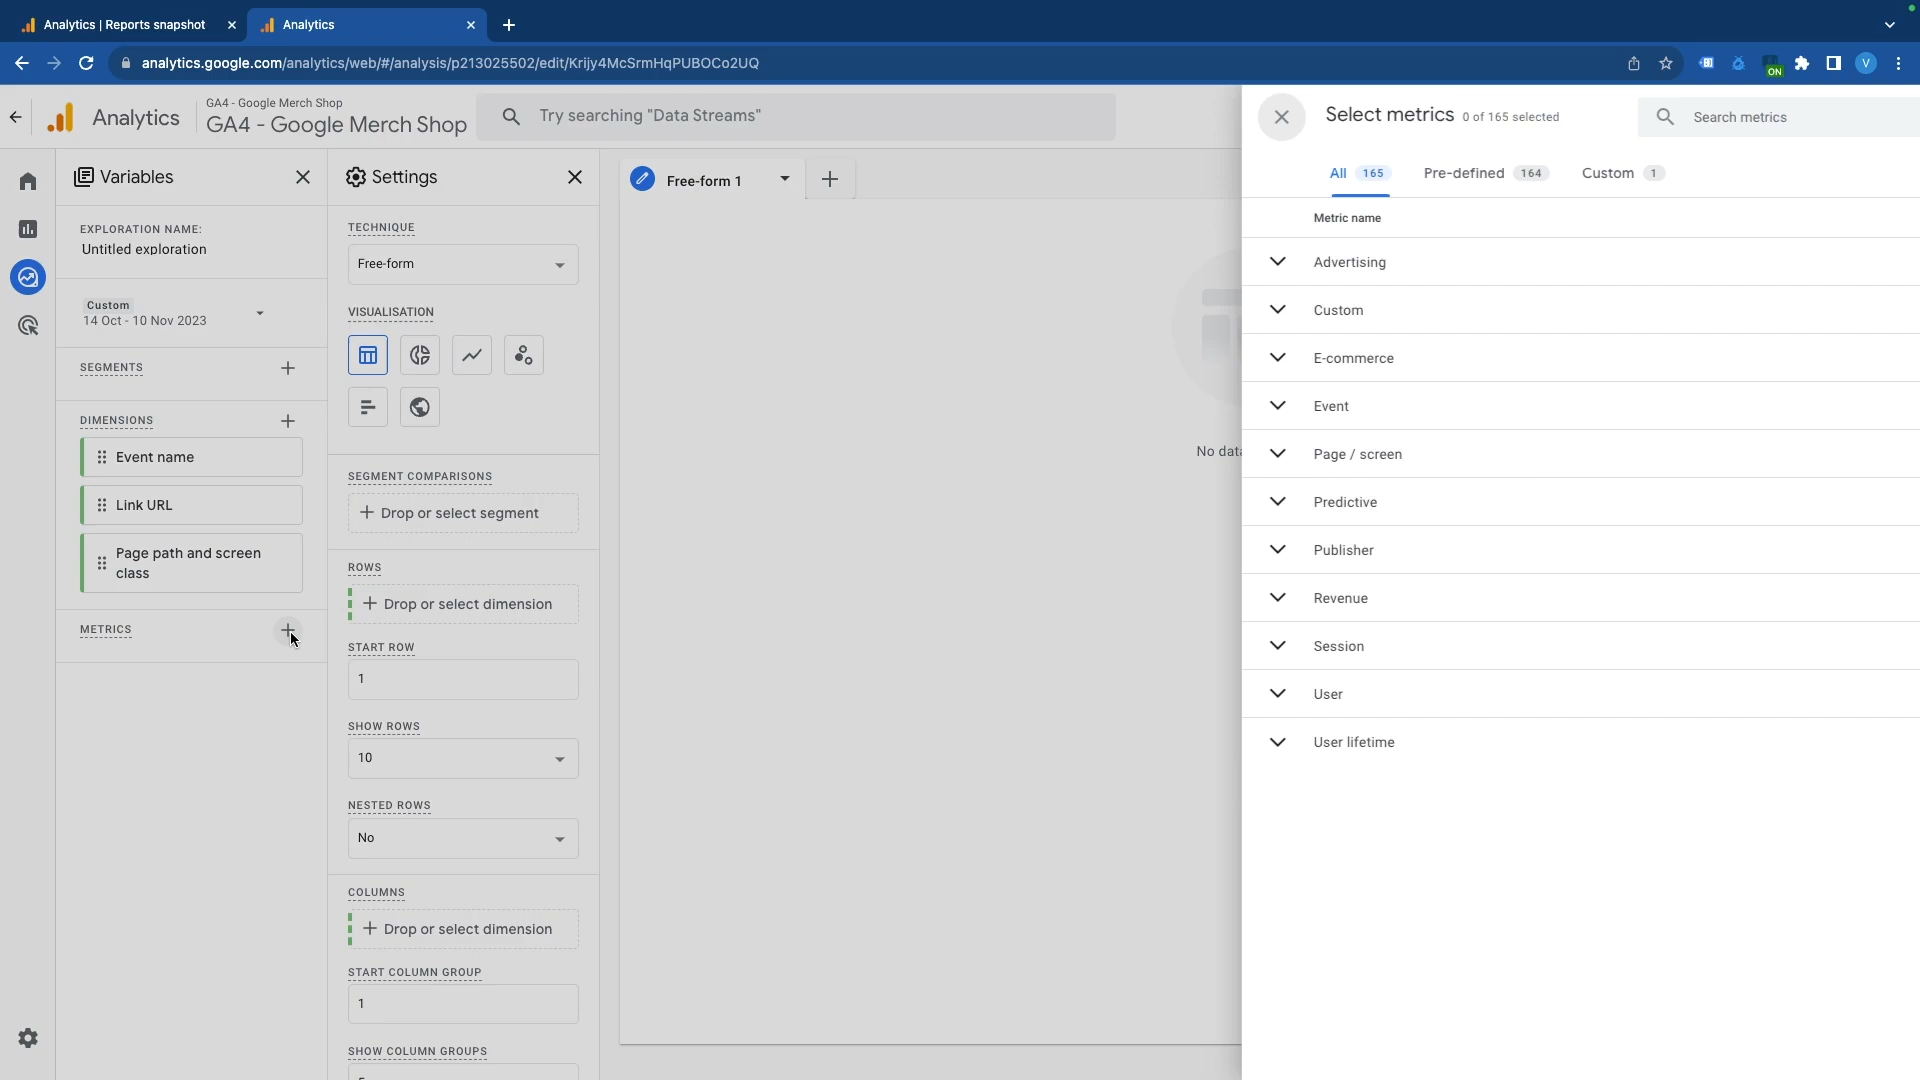 Analytics | Reports snapshot
Analytics
analytics.google.com/analytics/web/#/analysis/p213025502/edit/Krijy4McSrmHqPUBOCo2UQ
ON
V
Analytics
GA4 - Google Merch Shop
GA4 - Google Merch Shop
Try searching "Data Streams"
Select metrics 0 of 165 selected
Search metrics
All 165 Pre-defined 164 Custom 1
Metric name
Advertising
Custom
E-commerce
Event
Page / screen
Predictive
Publisher
Revenue
Session
User
User lifetime
Variables
EXPLORATION NAME:
Untitled exploration
Custom
14 Oct - 10 Nov 2023
SEGMENTS
DIMENSIONS
Event name
Link URL
Page path and screen
class
METRICS
Settings
TECHNIQUE
Free-form
VISUALISATION
SEGMENT COMPARISONS
Drop or select segment
ROWS
Drop or select dimension
START ROW
1
SHOW ROWS
10
NESTED ROWS
No
COLUMNS
Drop or select dimension
START COLUMN GROUP
1
SHOW COLUMN GROUPS
Free-form 1
No data